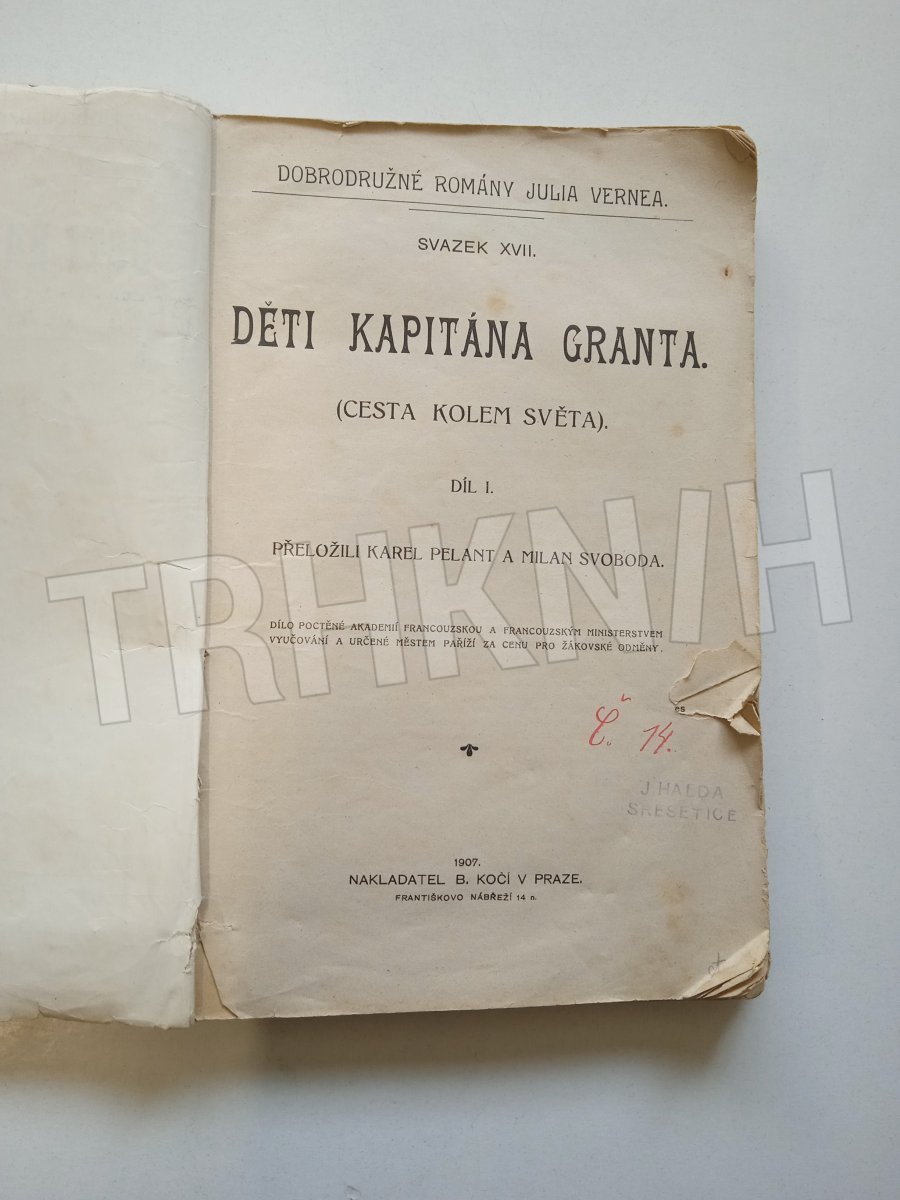 DOBRODRUŽNÉ ROMÁNY JULIA VERNEA.
SVAZEK XVII.
DĚTI KAPITÁNA GRANTA.
(CESTA KOLEM SVĚTA).
DÍL I.
PŘELOŽILI KAREL PELANT A MILAN SVOBODA.
DÍLO POCTĚNÉ AKADEMIÍ FRANCOUZSKOU A FRANCOUZSKÝM MINISTERSTVEM
VYUČOVÁNÍ A URČENÉ MĚSTEM PAŘÍŽÍ ZA CENU PRO ŽÁKOVSKÉ ODMĚNY.
es
Č. 14.
J. HALDA
SRBSETICE
1907.
NAKLADATEL B. KOČÍ V PRAZE.
FRANTIŠKOVO NÁBŘEŽÍ 14 n.
TRHKNIH